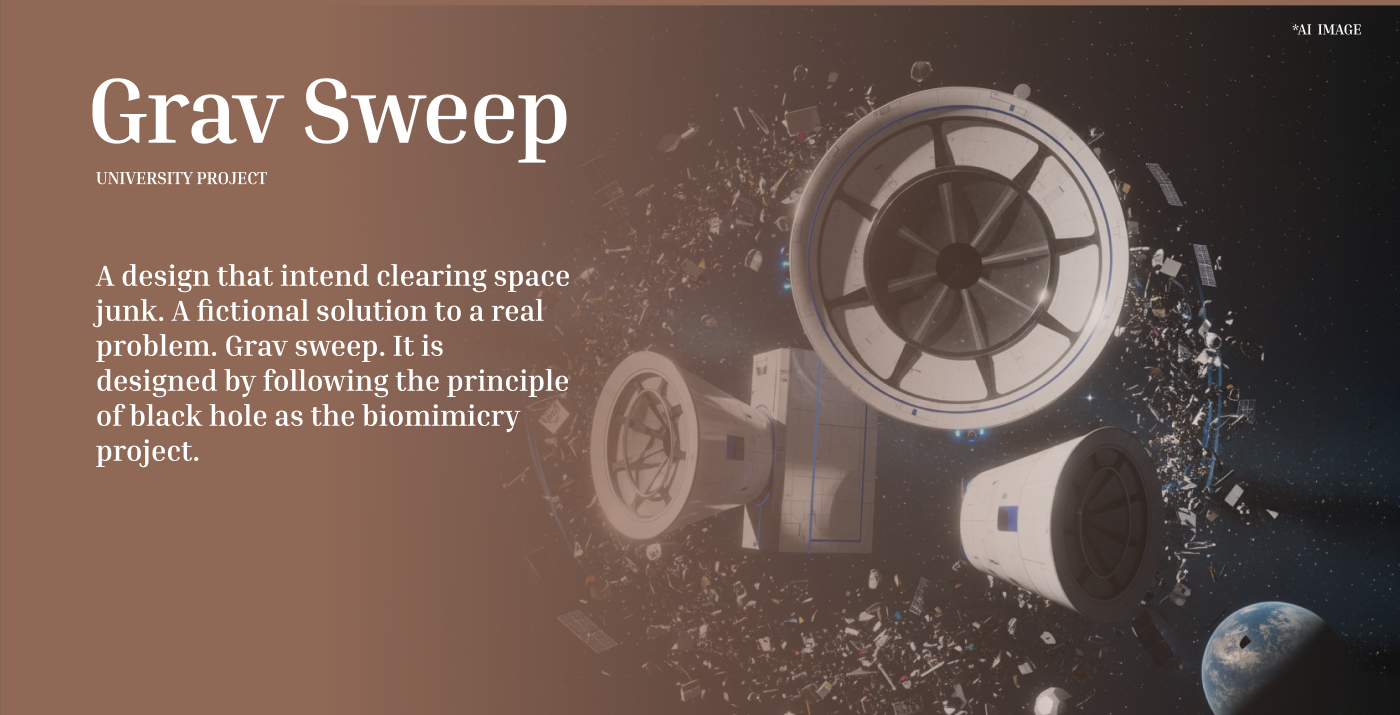 *AI IMAGE
Grav Sweep
UNIVERSITY PROJECT
A design that intend clearing space
junk. A fictional solution to a real
problem. Grav sweep. It is
designed by following the principle
of black hole as the biomimicry
project.